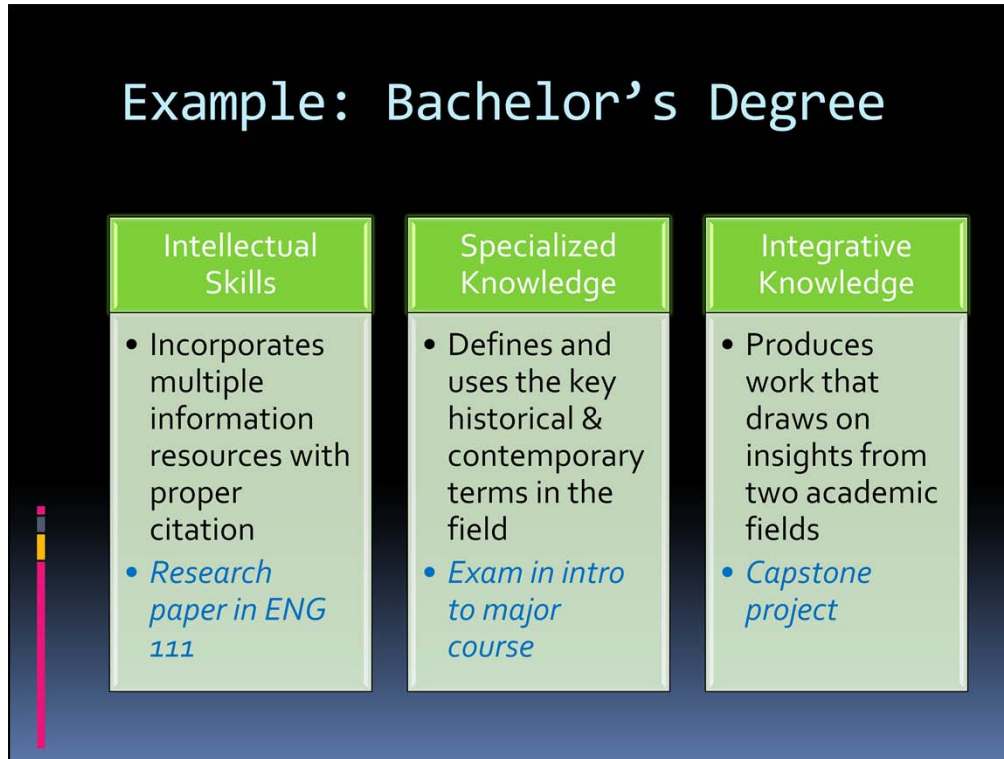 Example: Bachelor’s Degree
Intellectual
Skills
• Incorporates
multiple
information
resources with
proper
citation
• Research
paper in ENG
111
Specialized
Knowledge
• Defines and
uses the key
historical &
contemporary
terms in the
field
• Exam in intro
to major
course
Integrative
Knowledge
• Produces
work that
draws on
insights from
two academic
fields
• Capstone
project